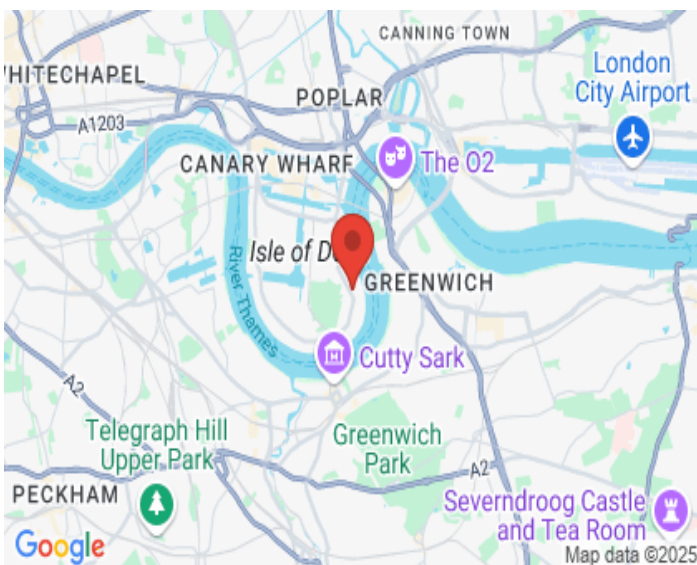 CANNING TOWN
WHITECHAPEL
London
City Airport
POPLAR
A1203
CANARY WHARF
The O2
Isle of D
River Thames
GREENWICH
Cutty Sark
A2
Telegraph Hill
Upper Park
Greenwich
Park
A2
PECKHAM
Severndroog Castle
and Tea Room
Google
Map data ©2025